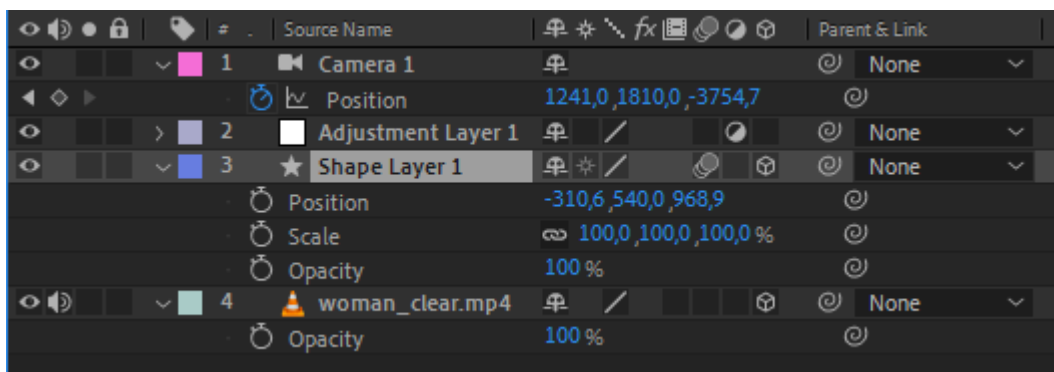 # . Source Name fx Parent & Link
1 Camera 1 None
Position 1241,0 ,1810,0 ,-3754,7
2 Adjustment Layer 1 None
3 Shape Layer 1 None
Position -310,6 ,540,0 ,968,9
Scale 100,0 ,100,0 ,100,0 %
Opacity 100 %
4 woman_clear.mp4 None
Opacity 100 %